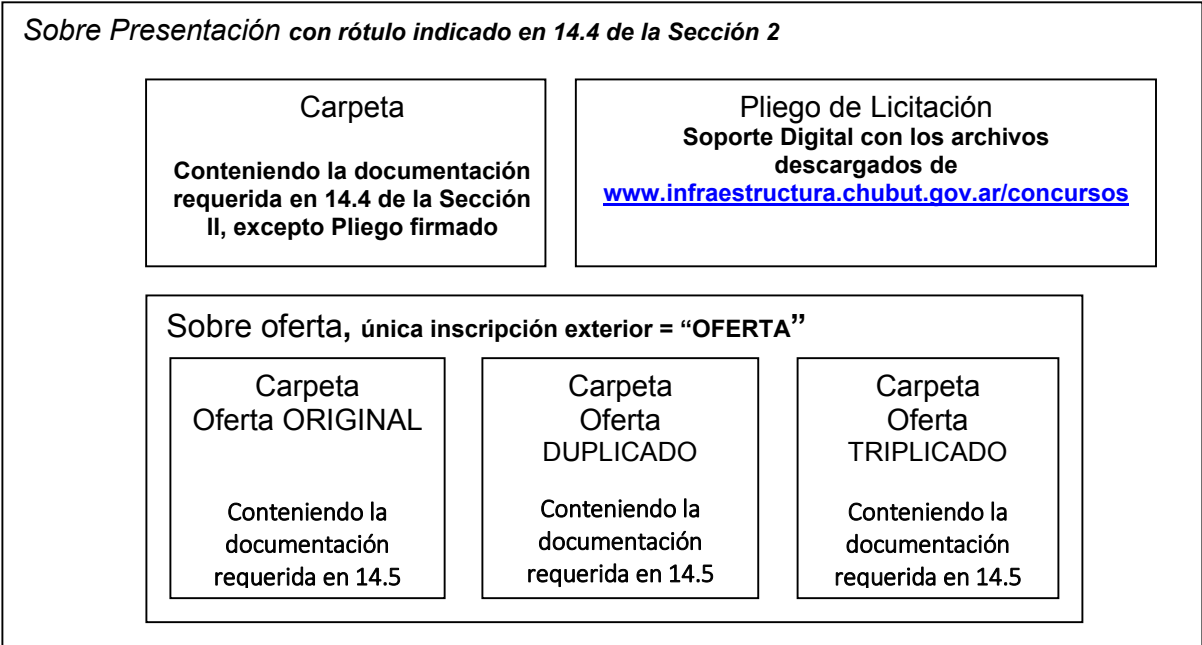 Sobre Presentación con rótulo indicado en 14.4 de la Sección 2
Carpeta
Conteniendo la documentación
requerida en 14.4 de la Sección
II, excepto Pliego firmado
Pliego de Licitación
Soporte Digital con los archivos
descargados de
www.infraestructura.chubut.gov.ar/concursos
Sobre oferta, única inscripción exterior = “OFERTA”
Carpeta
Oferta ORIGINAL
Conteniendo la
documentación
requerida en 14.5
Carpeta
Oferta
DUPLICADO
Conteniendo la
documentación
requerida en 14.5
Carpeta
Oferta
TRIPLICADO
Conteniendo la
documentación
requerida en 14.5